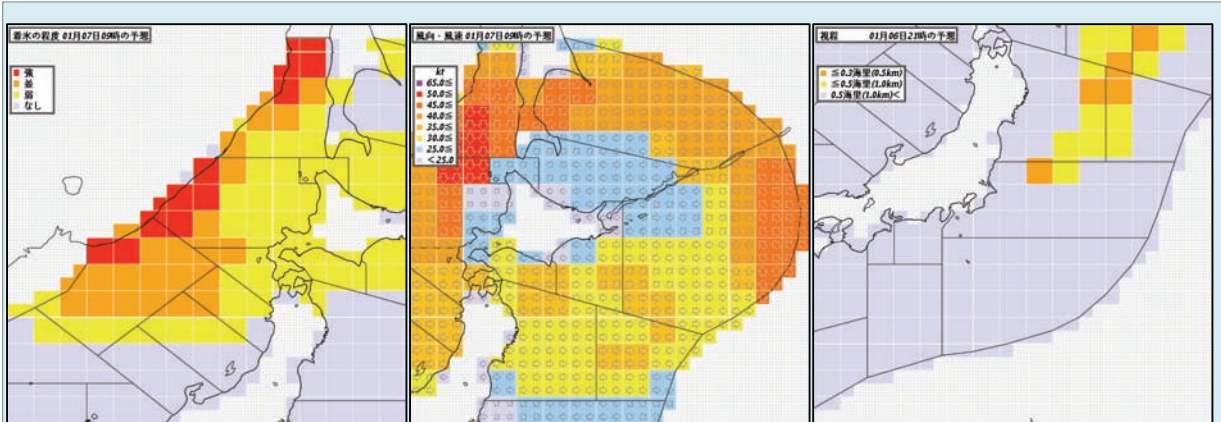 着氷の程度 01月07日09時の予想
強
並
弱
なし
風向・風速 01月07日09時の予想
kt
65.0≦
50.0≦
45.0≦
40.0≦
35.0≦
30.0≦
25.0≦
<25.0
視程 01月06日21時の予想
≦0.3海里(0.5km)
≦0.5海里(1.0km)
0.5海里(1.0km)<